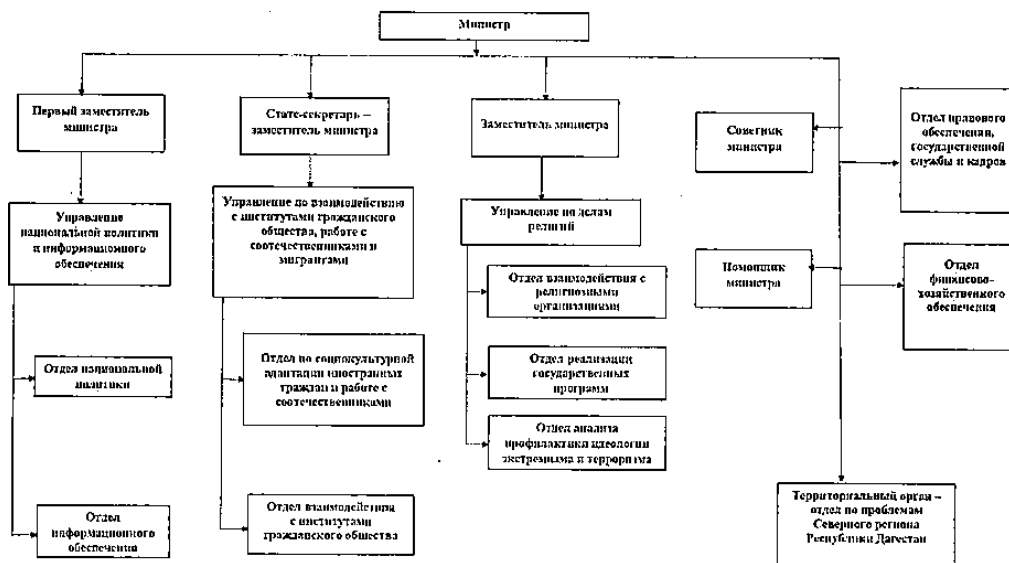 Министр
Первый заместитель
министра
Статс-секретарь –
заместитель министра
Заместитель министра
Советник
министра
Отдел правового
обеспечения,
государственной
службы и кадров
Управление
национальной политики
и информационного
обеспечения
Управление по взаимодействию
с институтами гражданского
общества, работе с
соотечественниками и
мигрантами
Управление по делам
религий
Помощник
министра
Отдел
финансово-
хозяйственного
обеспечения
Отдел взаимодействия с
религиозными
организациями
Отдел национальной
политики
Отдел по социокультурной
адаптации иностранных
граждан и работе с
соотечественниками
Отдел реализации
государственных
программ
Отдел анализа
профилактики идеологии
экстремизма и терроризма
Отдел
информационного
обеспечения
Отдел взаимодействия
с институтами
гражданского общества
Территориальный орган –
отдел по проблемам
Северного региона
Республики Дагестан